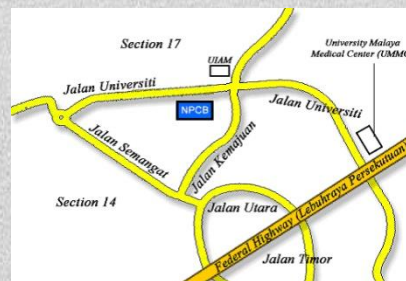 Section 17
UIAM
University Malaya
Medical Center (UMMC)
Jalan Universiti
NPCB
Jalan Universiti
Jalan Semangat
Jalan Kemajuan
Section 14
Jalan Utara
Federal Highway (Lebuhraya Persekutuan)
Jalan Timor